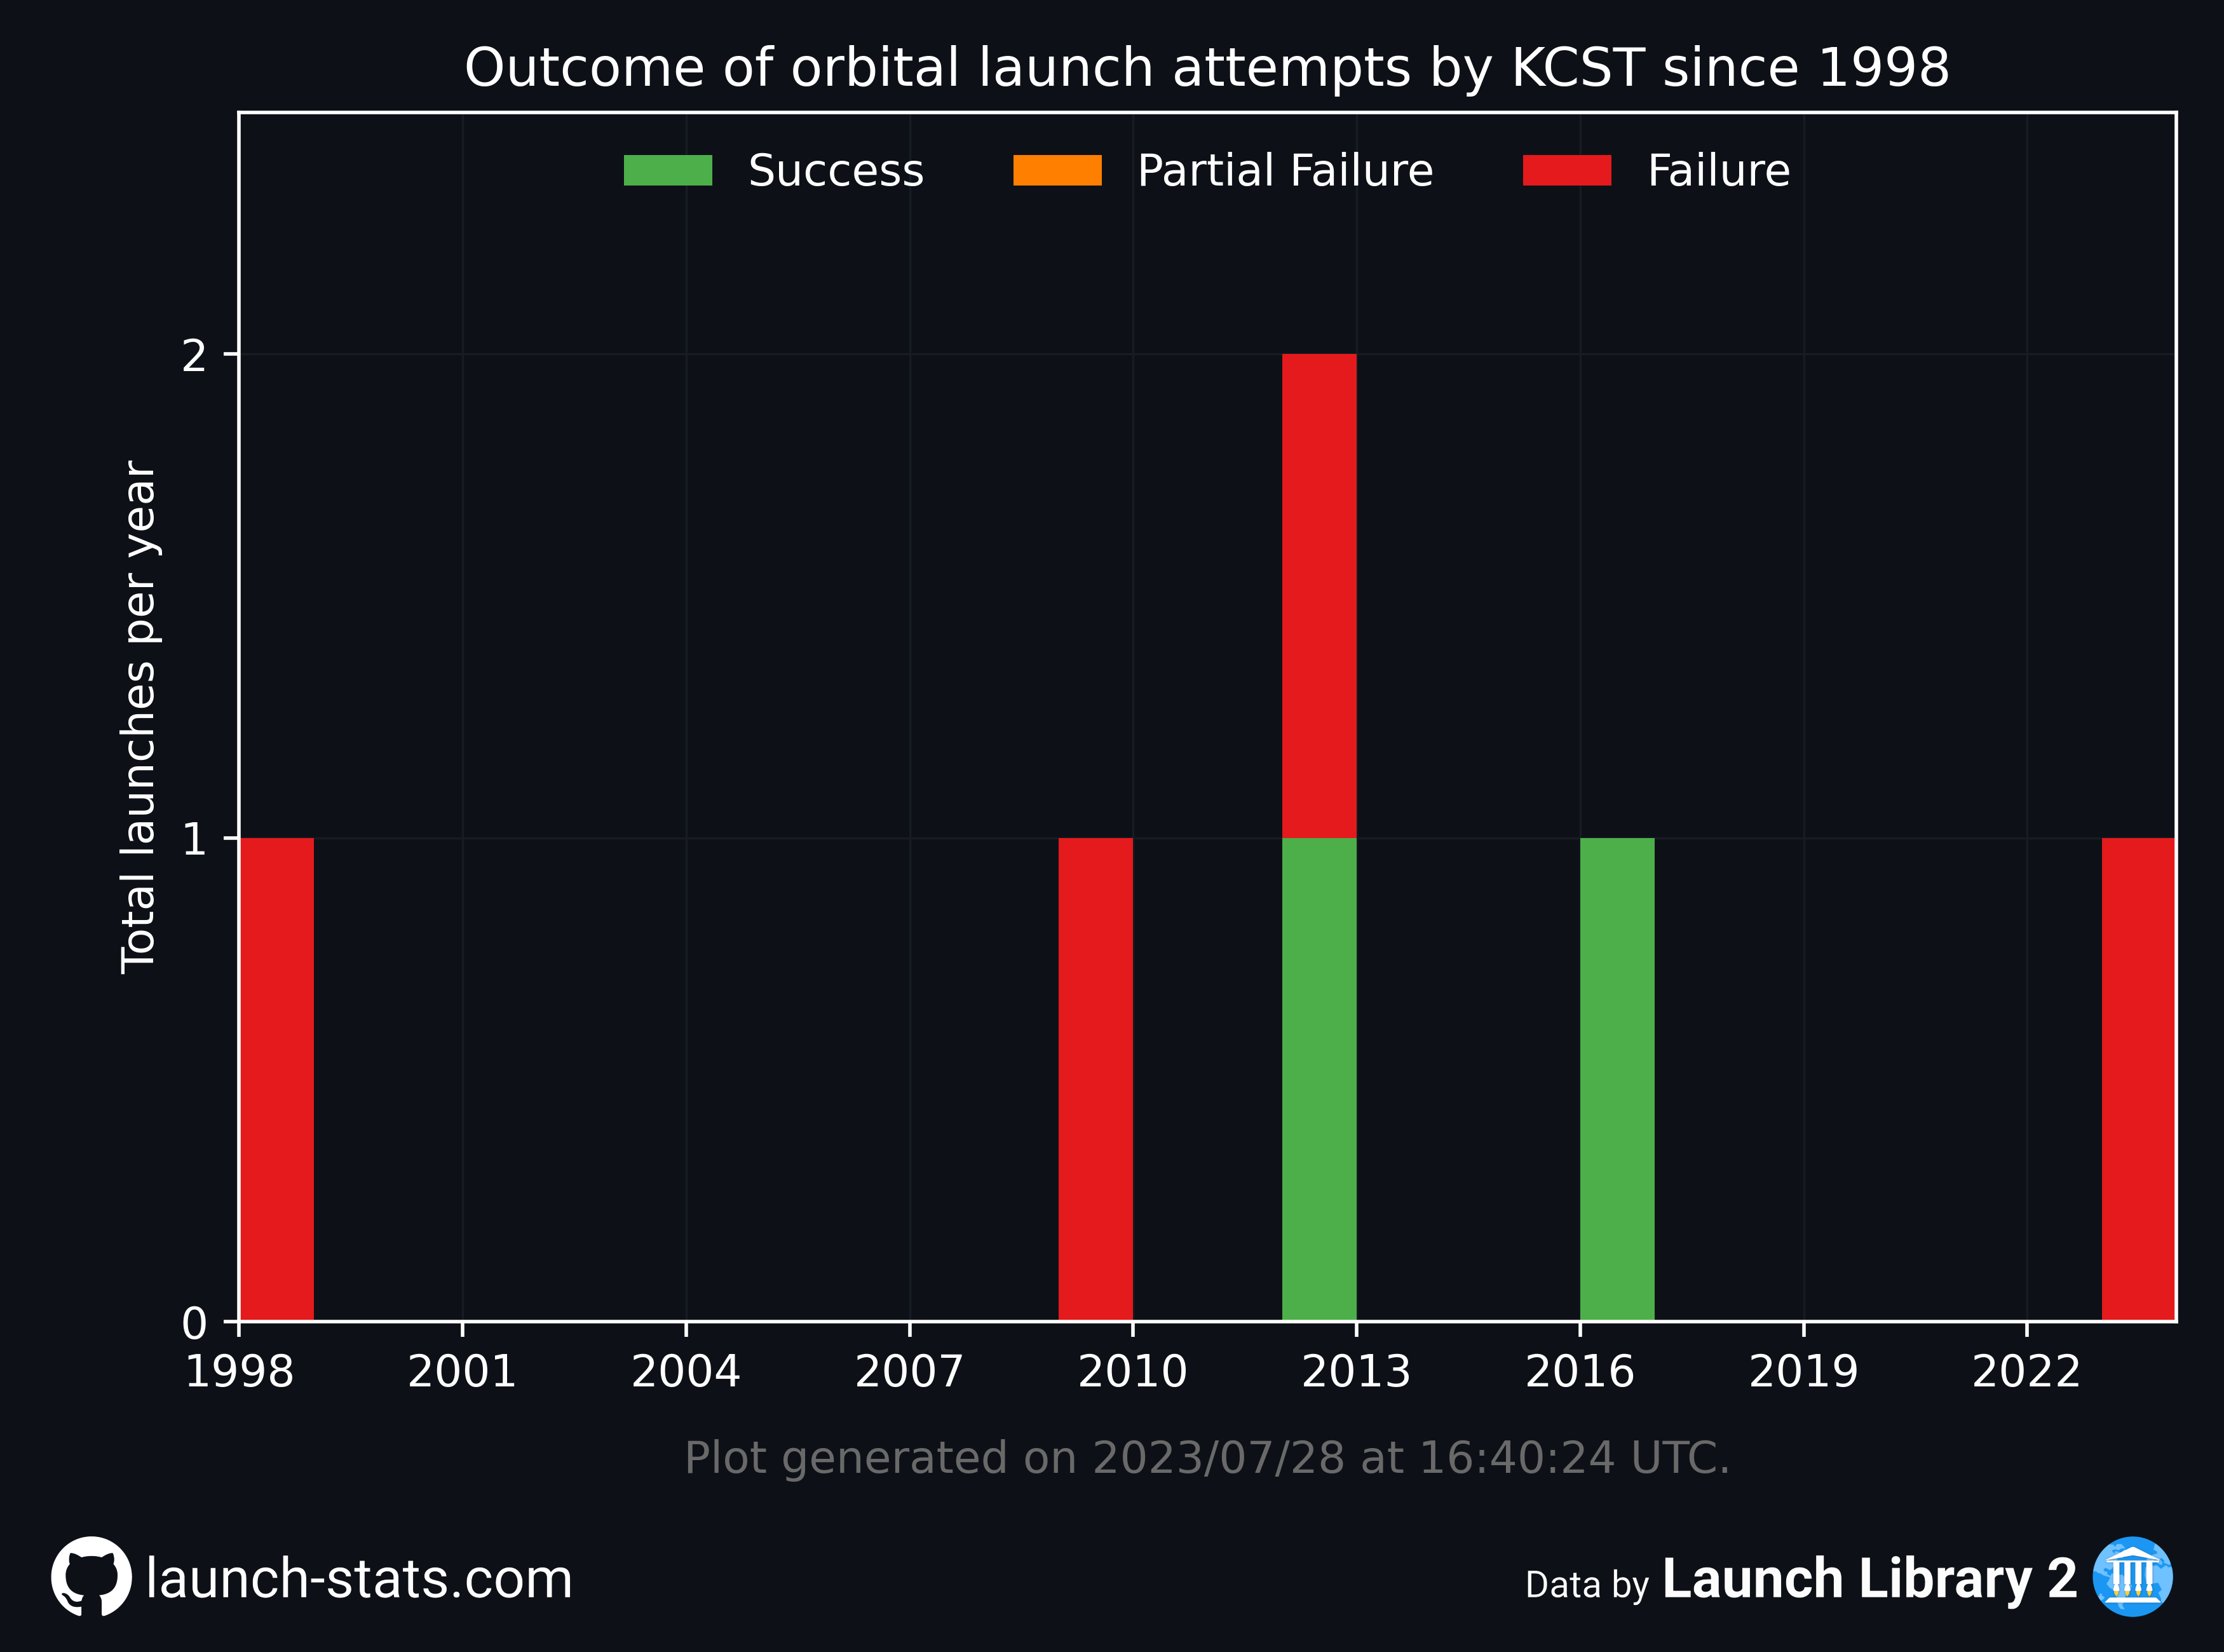 Outcome of orbital launch attempts by KCST since 1998
Success Partial Failure Failure
Total launches per year
2
1
0
1998 2001 2004 2007 2010 2013 2016 2019 2022
Plot generated on 2023/07/28 at 16:40:24 UTC.
launch-stats.com
Data by Launch Library 2